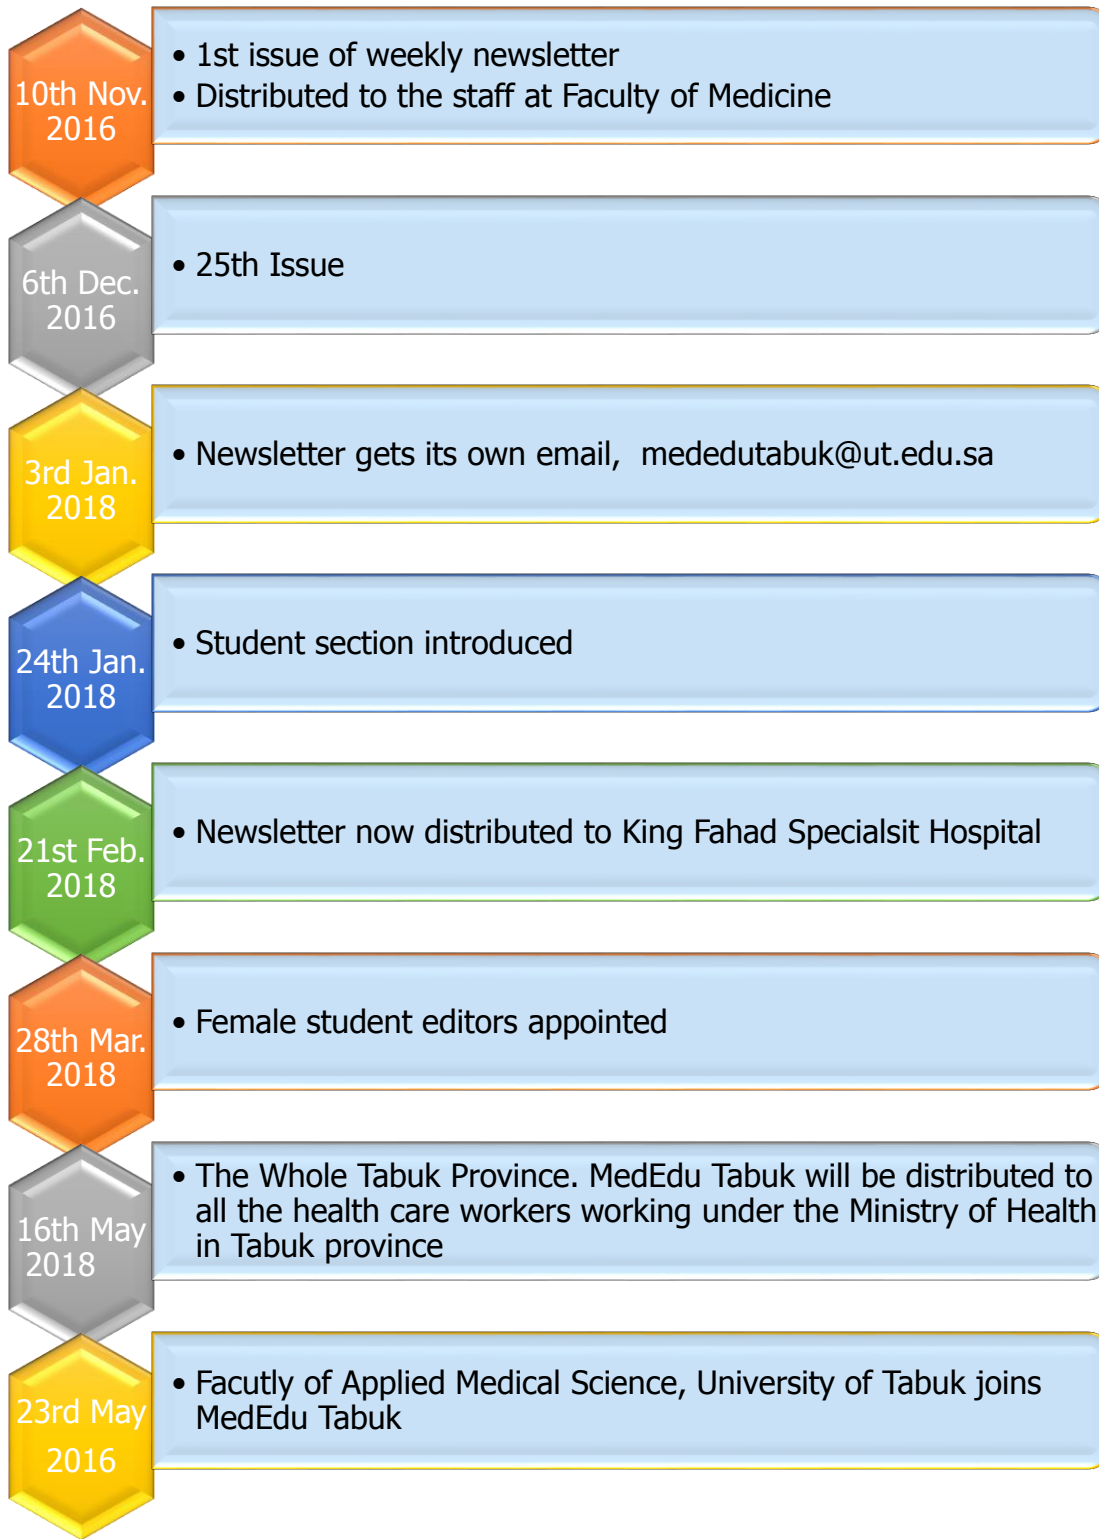 10th Nov.
2016
• 1st issue of weekly newsletter
• Distributed to the staff at Faculty of Medicine
6th Dec.
2016
• 25th Issue
3rd Jan.
2018
• Newsletter gets its own email,  mededutabuk@ut.edu.sa
24th Jan.
2018
• Student section introduced
21st Feb.
2018
• Newsletter now distributed to King Fahad Specialsit Hospital
28th Mar.
2018
• Female student editors appointed
16th May
2018
• The Whole Tabuk Province. MedEdu Tabuk will be distributed to
all the health care workers working under the Ministry of Health
in Tabuk province
23rd May
2016
• Facutly of Applied Medical Science, University of Tabuk joins
MedEdu Tabuk